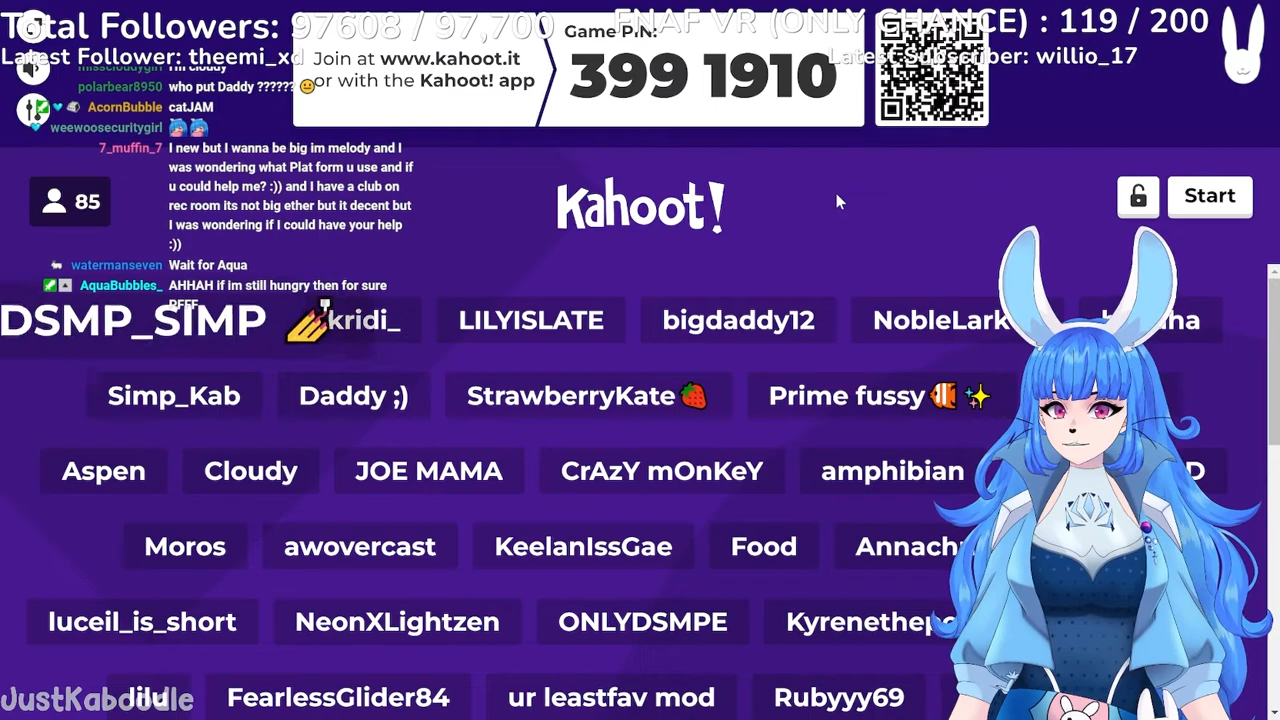 Total Followers: 97608 / 97,700
FNAF VR (ONLY CHANCE) : 119 / 200
Latest Follower: theemi_xd
Latest Subscriber: willio_17
Join at www.kahoot.it
or with the Kahoot! app
Game PIN:
399 1910
misscloudygirl I'm cloudy
polarbear8950 who put Daddy ??????
AcornBubble catJAM
weewoosecuritygirl
7_muffin_7 I new but I wanna be big im melody and I
was wondering what Plat form u use and if
u could help me? :)) and I have a club on
rec room its not big ether but it decent but
I was wondering if I could have your help
:))
watermanseven Wait for Aqua
AquaBubbles_ AHHAH if im still hungry then for sure
PFFF
85
Kahoot!
Start
DSMP_SIMP kridi_ LILYISLATE bigdaddy12 NobleLark
Simp_Kab Daddy ;) StrawberryKate🍓 Prime fussy🐠✨
Aspen Cloudy JOE MAMA CrAzY mOnKeY amphibian D
Moros awovercast KeelanIssGae Food
luceil_is_short NeonXLightzen ONLYDSMPE
lilu FearlessGlider84 ur leastfav mod Rubyyy69
JustKaboodle